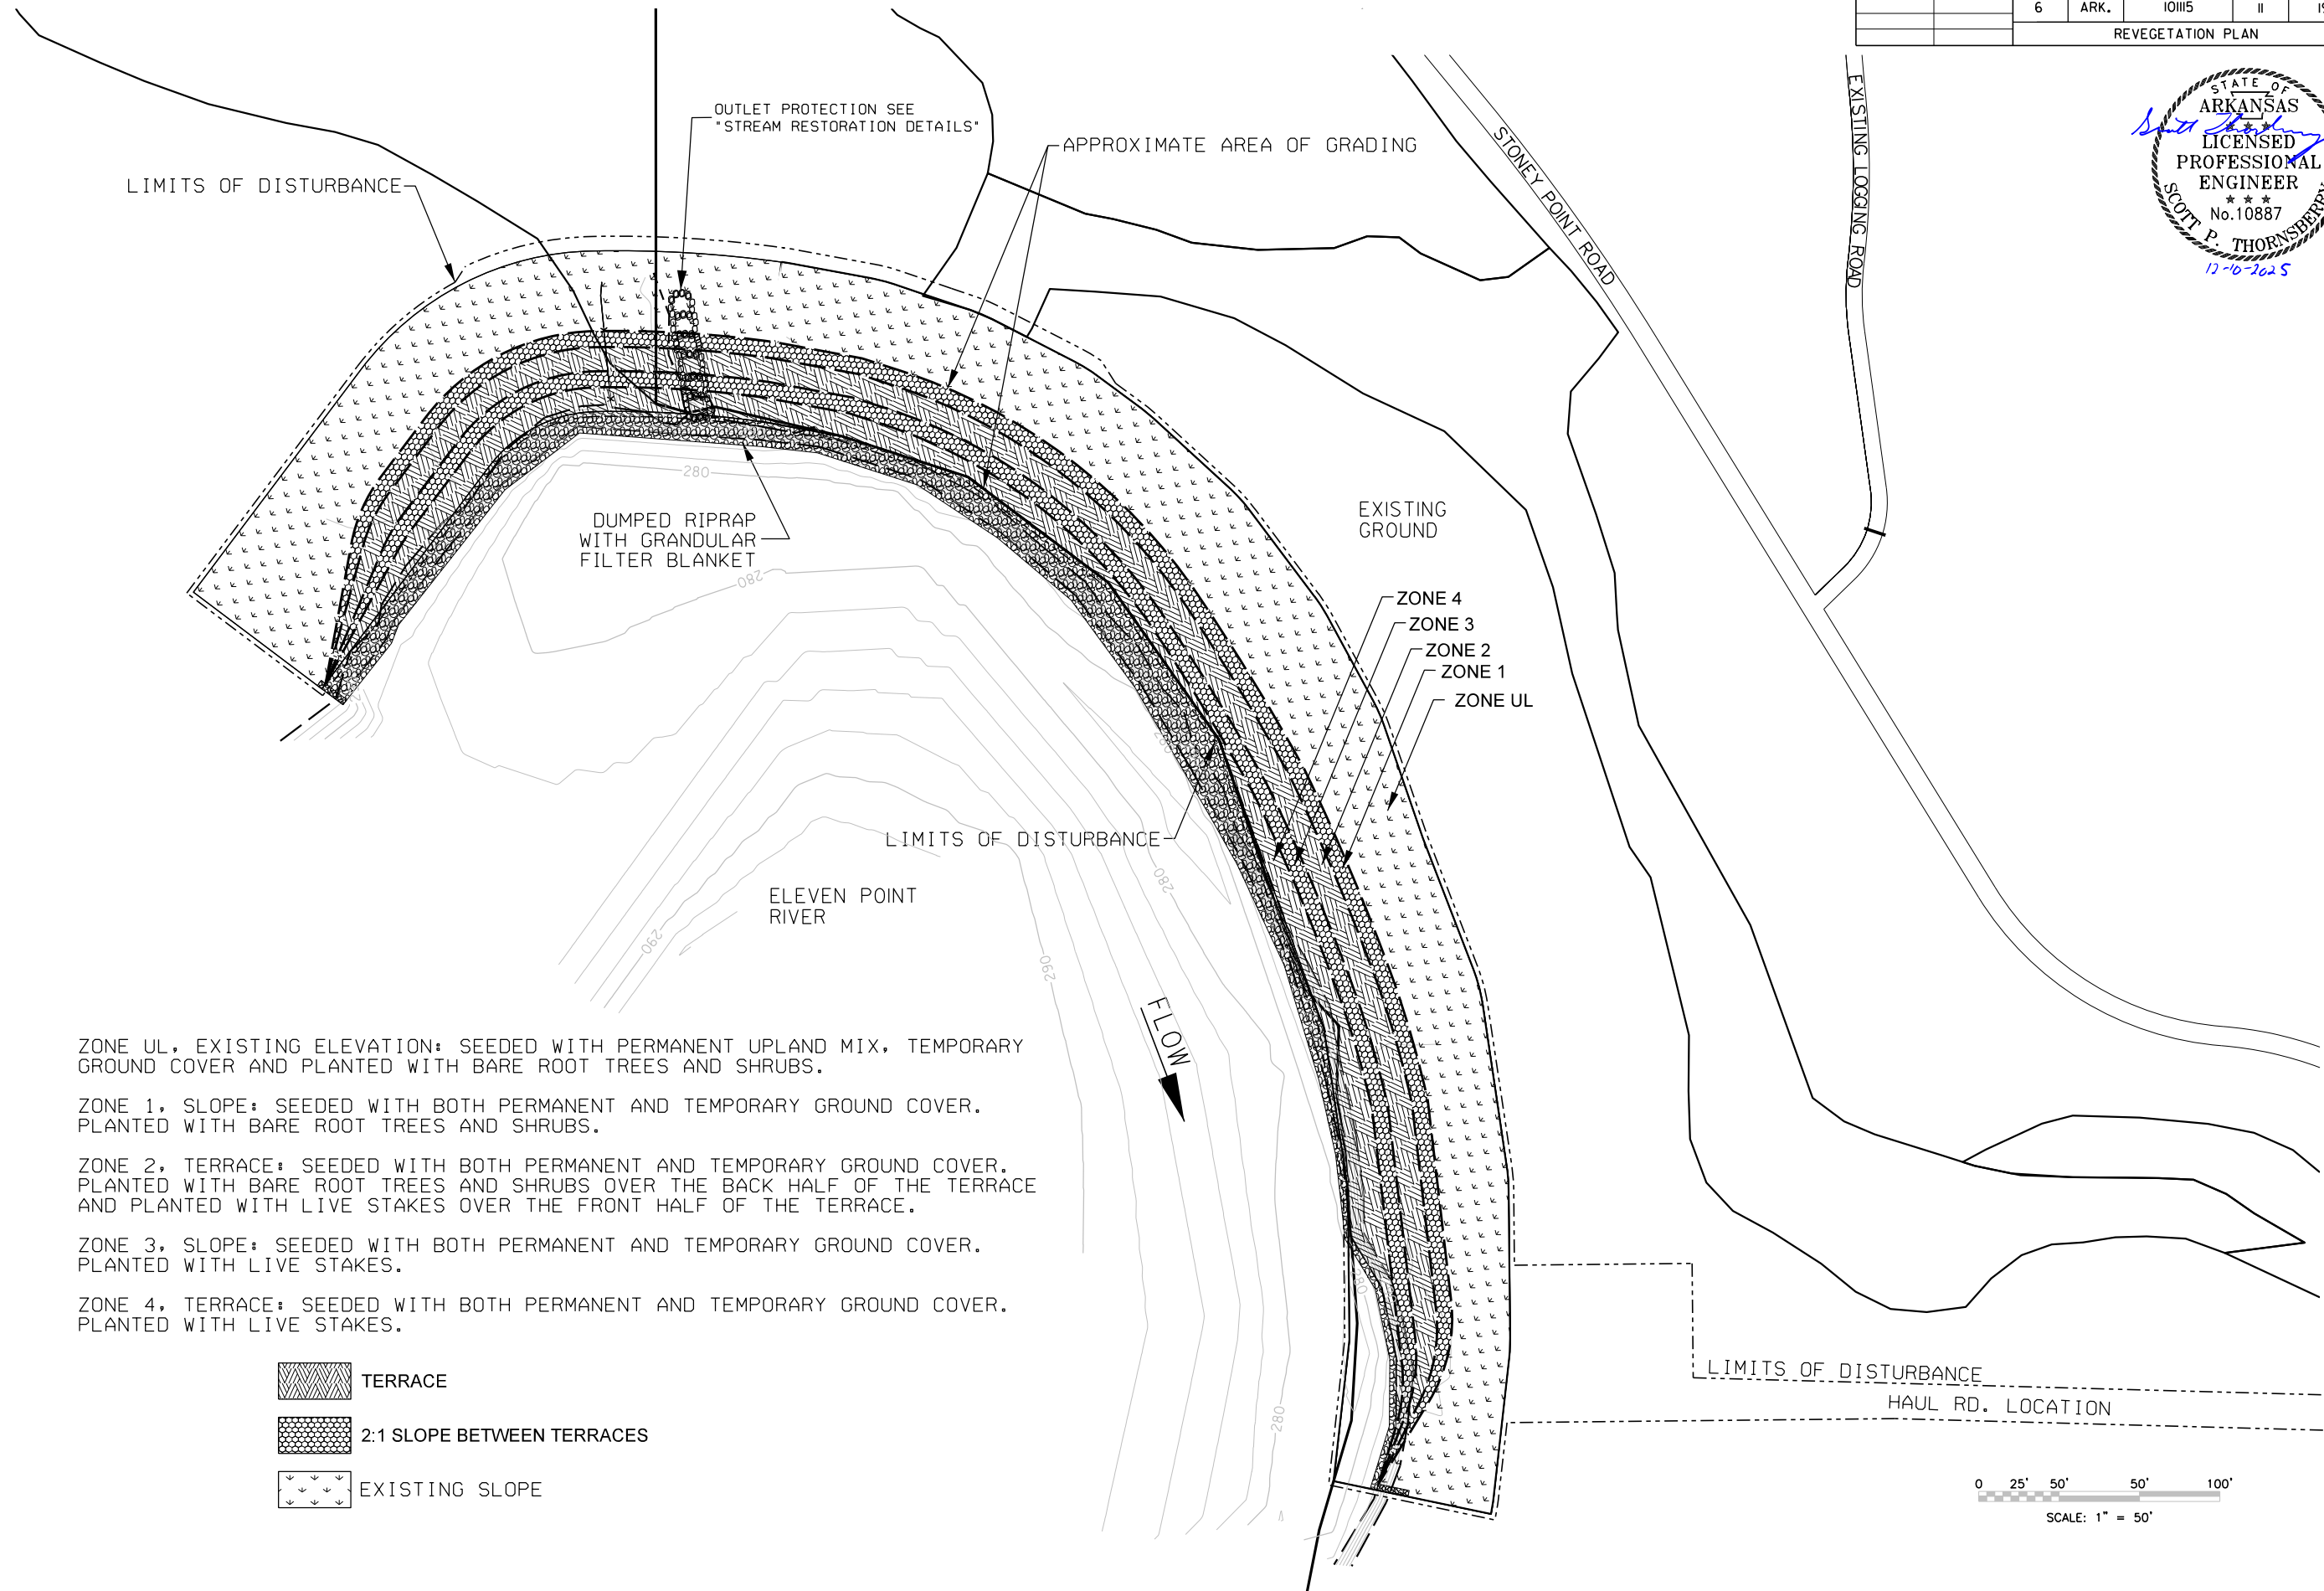 6 ARK. 101115 11
REVEGETATION PLAN
STATE OF
ARKANSAS
LICENSED
PROFESSIONAL
ENGINEER
No.10887
SCOTT P. THORNSBERRY
12-10-2025
EXISTING LOGGING ROAD
STONEY POINT ROAD
OUTLET PROTECTION SEE
"STREAM RESTORATION DETAILS"
APPROXIMATE AREA OF GRADING
LIMITS OF DISTURBANCE
280
DUMPED RIPRAP
WITH GRANDULAR
FILTER BLANKET
280
EXISTING
GROUND
ZONE 4
ZONE 3
ZONE 2
ZONE 1
ZONE UL
LIMITS OF DISTURBANCE
280
ELEVEN POINT
RIVER
290
290
FLOW
ZONE UL, EXISTING ELEVATION: SEEDED WITH PERMANENT UPLAND MIX, TEMPORARY
GROUND COVER AND PLANTED WITH BARE ROOT TREES AND SHRUBS.
ZONE 1, SLOPE: SEEDED WITH BOTH PERMANENT AND TEMPORARY GROUND COVER.
PLANTED WITH BARE ROOT TREES AND SHRUBS.
ZONE 2, TERRACE: SEEDED WITH BOTH PERMANENT AND TEMPORARY GROUND COVER.
PLANTED WITH BARE ROOT TREES AND SHRUBS OVER THE BACK HALF OF THE TERRACE
AND PLANTED WITH LIVE STAKES OVER THE FRONT HALF OF THE TERRACE.
ZONE 3, SLOPE: SEEDED WITH BOTH PERMANENT AND TEMPORARY GROUND COVER.
PLANTED WITH LIVE STAKES.
ZONE 4, TERRACE: SEEDED WITH BOTH PERMANENT AND TEMPORARY GROUND COVER.
PLANTED WITH LIVE STAKES.
280
TERRACE
2:1 SLOPE BETWEEN TERRACES
EXISTING SLOPE
280
LIMITS OF DISTURBANCE
HAUL RD. LOCATION
0 25' 50' 50' 100'
SCALE: 1" = 50'